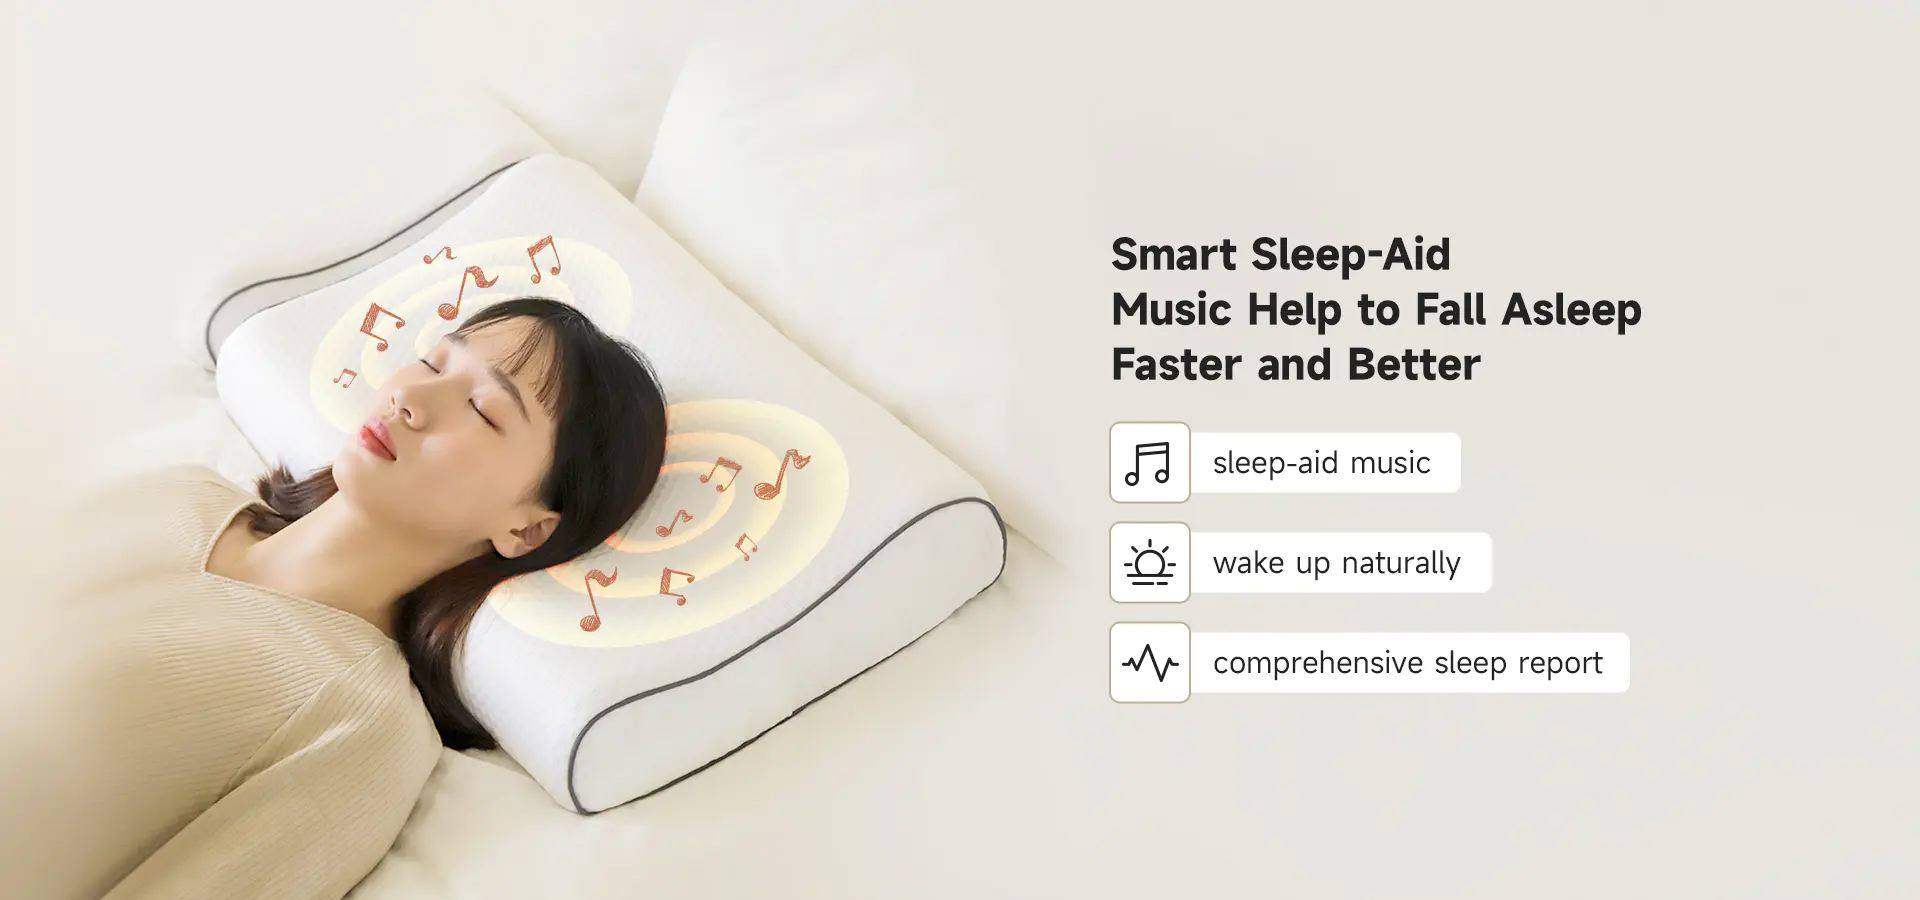 Smart Sleep-Aid
Music Help to Fall Asleep
Faster and Better
sleep-aid music
wake up naturally
comprehensive sleep report